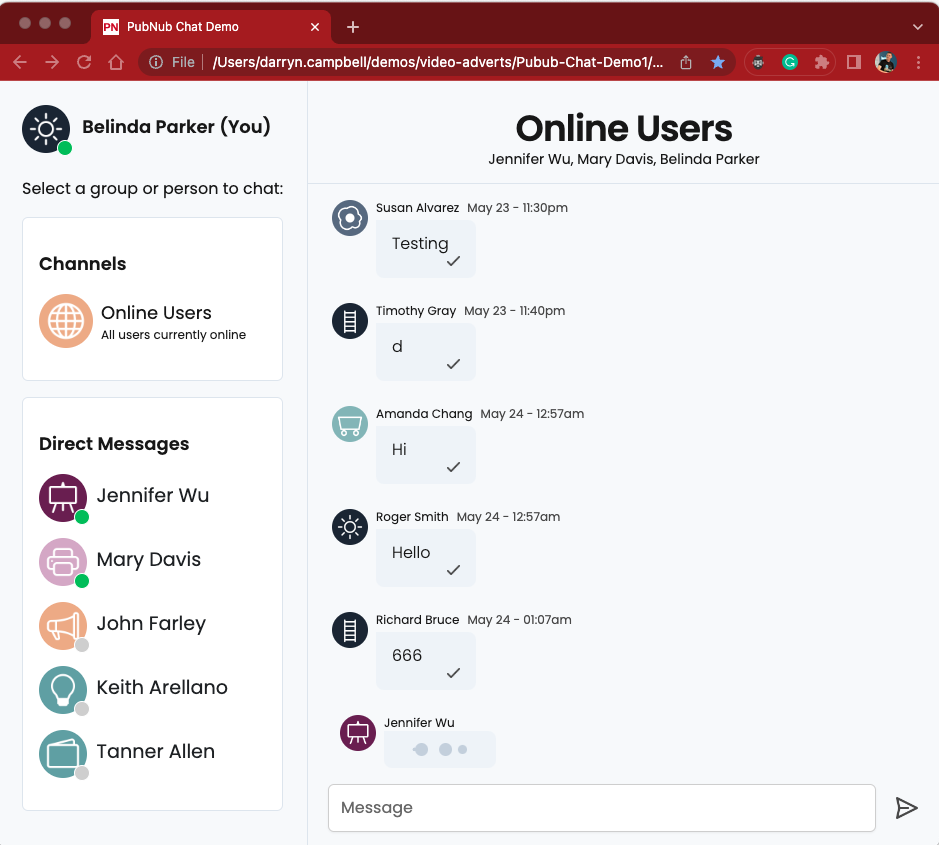 PN PubNub Chat Demo
File /Users/darryn.campbell/demos/video-adverts/Pubub-Chat-Demo1/...
Belinda Parker (You)
Select a group or person to chat:
Channels
Online Users
All users currently online
Direct Messages
Jennifer Wu
Mary Davis
John Farley
Keith Arellano
Tanner Allen
Online Users
Jennifer Wu, Mary Davis, Belinda Parker
Susan Alvarez May 23 - 11:30pm
Testing
Timothy Gray May 23 - 11:40pm
d
Amanda Chang May 24 - 12:57am
Hi
Roger Smith May 24 - 12:57am
Hello
Richard Bruce May 24 - 01:07am
666
Jennifer Wu
Message